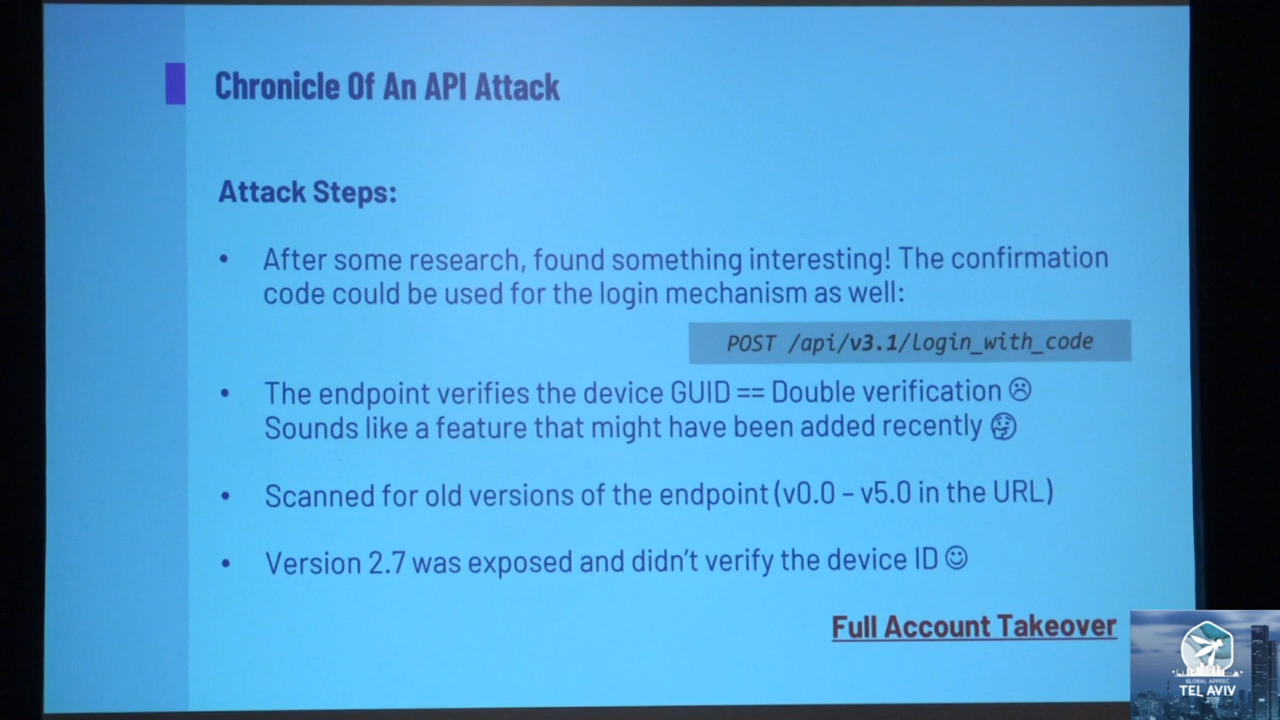 Chronicle Of An API Attack
Attack Steps:
• After some research, found something interesting! The confirmation
code could be used for the login mechanism as well:
POST /api/v3.1/login_with_code
• The endpoint verifies the device GUID == Double verification ☹
Sounds like a feature that might have been added recently 🤔
• Scanned for old versions of the endpoint (v0.0 – v5.0 in the URL)
• Version 2.7 was exposed and didn't verify the device ID ☺
Full Account Takeover
GLOBAL APPSEC
TEL AVIV